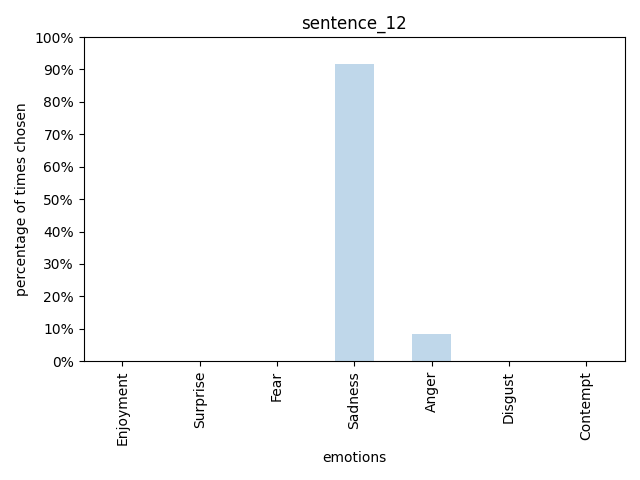 sentence_12
100%
90%
80%
70%
60%
50%
40%
30%
20%
10%
0%
percentage of times chosen
Enjoyment
Surprise
Fear
Sadness
Anger
Disgust
Contempt
emotions